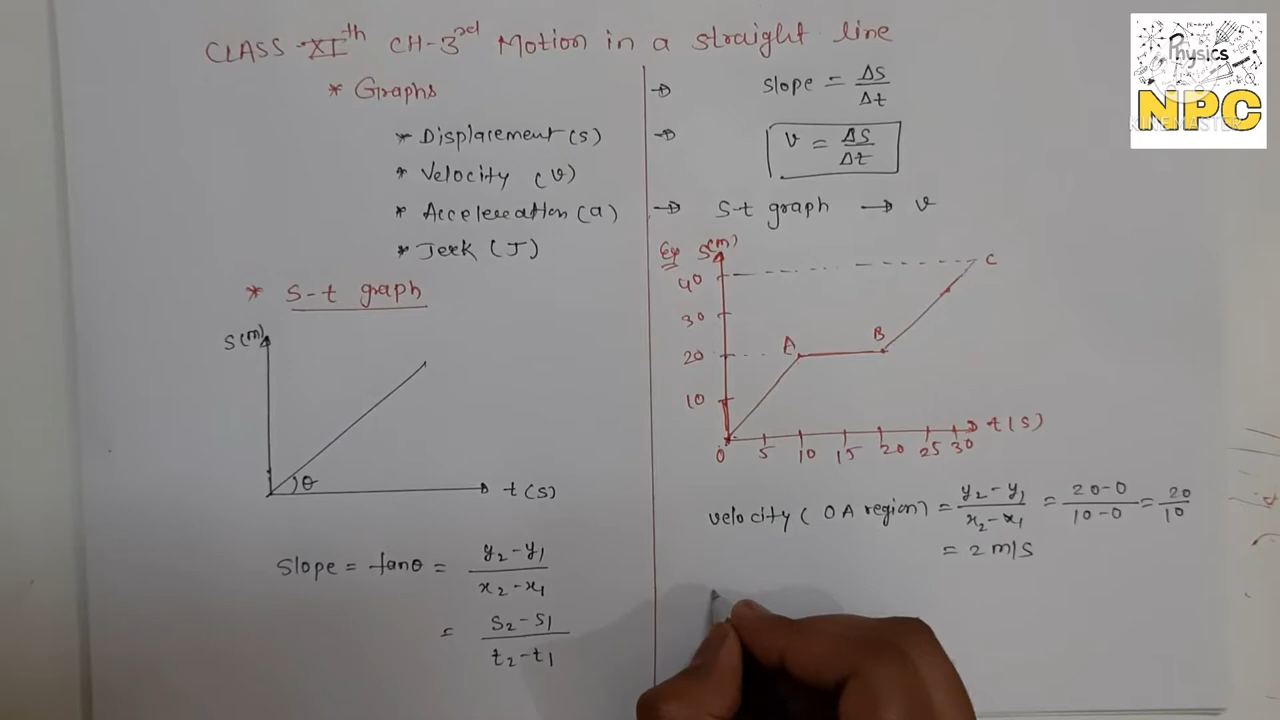 CLASS XIth CH-3rd Motion in a straight line
* Graphs
* Displacement (s)
* Velocity (v)
* Acceleration (a)
* Jerk (J)
* S-t graph
S(m)
θ
t(s)
Slope = tanθ = y2-y1 / x2-x1
= s2-s1 / t2-t1
→ slope = Δs / Δt
→ v = Δs / Δt
→ s-t graph → v
Ex S(m)
40
30
20
10
0 5 10 15 20 25 30
t(s)
A
B
C
velocity (OA region) = y2-y1 / x2-x1 = 20-0 / 10-0 = 20 / 10
= 2 m/s
Physics
NPC
KINEMASTER